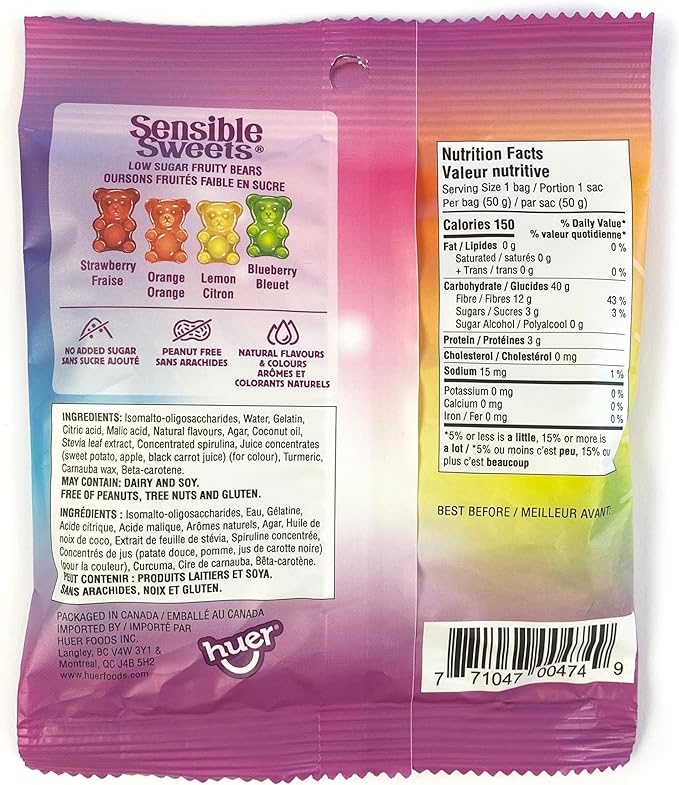 Sensible
Sweets®
LOW SUGAR FRUITY BEARS
OURSONS FRUITÉS FAIBLE EN SUCRE
Strawberry
Fraise
Orange
Orange
Lemon
Citron
Blueberry
Bleuet
NO ADDED SUGAR
SANS SUCRE AJOUTÉ
PEANUT FREE
SANS ARACHIDES
NATURAL FLAVOURS
& COLOURS
ARÔMES ET
COLORANTS NATURELS
INGREDIENTS: Isomalto-oligosaccharides, Water, Gelatin,
Citric acid, Malic acid, Natural flavours, Agar, Coconut oil,
Stevia leaf extract, Concentrated spirulina, Juice concentrates
(sweet potato, apple, black carrot juice) (for colour), Turmeric,
Carnauba wax, Beta-carotene.
MAY CONTAIN: DAIRY AND SOY.
FREE OF PEANUTS, TREE NUTS AND GLUTEN.
INGRÉDIENTS : Isomalto-oligosaccharides, Eau, Gélatine,
Acide citrique, Acide malique, Arômes naturels, Agar, Huile de
noix de coco, Extrait de feuille de stévia, Spiruline concentrée,
Concentrés de jus (patate douce, pomme, jus de carotte noire)
(pour la couleur), Curcuma, Cire de carnauba, Bêta-carotène.
PEUT CONTENIR : PRODUITS LAITIERS ET SOYA.
SANS ARACHIDES, NOIX ET GLUTEN.
PACKAGED IN CANADA / EMBALLÉ AU CANADA
IMPORTED BY / IMPORTÉ PAR
HUER FOODS INC.
Langley, BC V4W 3Y1 &
Montreal, QC J4B 5H2
www.huerfoods.com
huer®
Nutrition Facts
Valeur nutritive
Serving Size 1 bag / Portion 1 sac
Per bag (50 g) / par sac (50 g)
Calories 150 % Daily Value*
% valeur quotidienne*
Fat / Lipides 0 g 0 %
Saturated / saturés 0 g
+ Trans / trans 0 g 0 %
Carbohydrate / Glucides 40 g
Fibre / Fibres 12 g 43 %
Sugars / Sucres 3 g 3 %
Sugar Alcohol / Polyalcool 0 g
Protein / Protéines 3 g
Cholesterol / Cholestérol 0 mg
Sodium 15 mg 1 %
Potassium 0 mg 0 %
Calcium 0 mg 0 %
Iron / Fer 0 mg 0 %
*5% or less is a little, 15% or more is
a lot / *5% ou moins c'est peu, 15% ou
plus c'est beaucoup
BEST BEFORE / MEILLEUR AVANT:
7 71047 00474 9